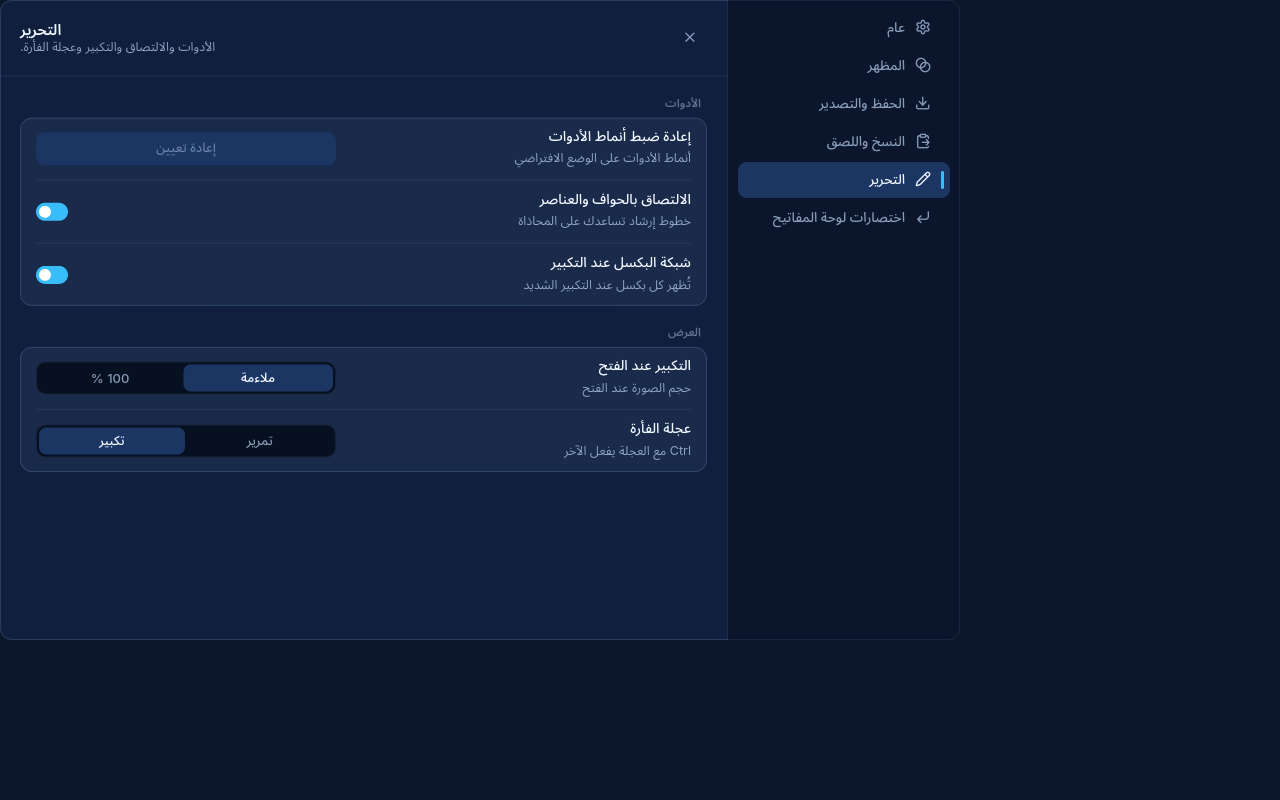 عام
المظهر
الحفظ والتصدير
النسخ واللصق
التحرير
اختصارات لوحة المفاتيح
التحرير
الأدوات والالتصاق والتكبير وعجلة الفأرة.
الأدوات
إعادة ضبط أنماط الأدوات
أنماط الأدوات على الوضع الافتراضي
إعادة تعيين
الالتصاق بالحواف والعناصر
خطوط إرشاد تساعدك على المحاذاة
شبكة البكسل عند التكبير
تُظهر كل بكسل عند التكبير الشديد
العرض
التكبير عند الفتح
حجم الصورة عند الفتح
ملاءمة
100 %
عجلة الفأرة
Ctrl مع العجلة يفعل الآخر
تمرير
تكبير